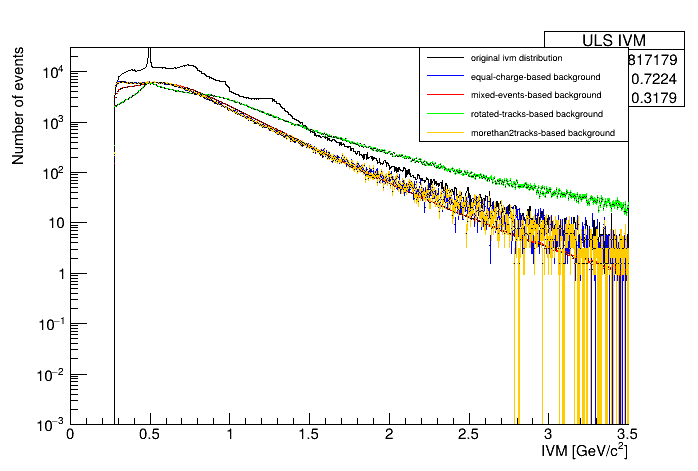 ULS IVM
817179
0.7224
0.3179
original ivm distribution
equal-charge-based background
mixed-events-based background
rotated-tracks-based background
morethan2tracks-based background
Number of events
10⁴
10³
10²
10
1
10⁻¹
10⁻²
10⁻³
0 0.5 1 1.5 2 2.5 3 3.5
IVM [GeV/c²]